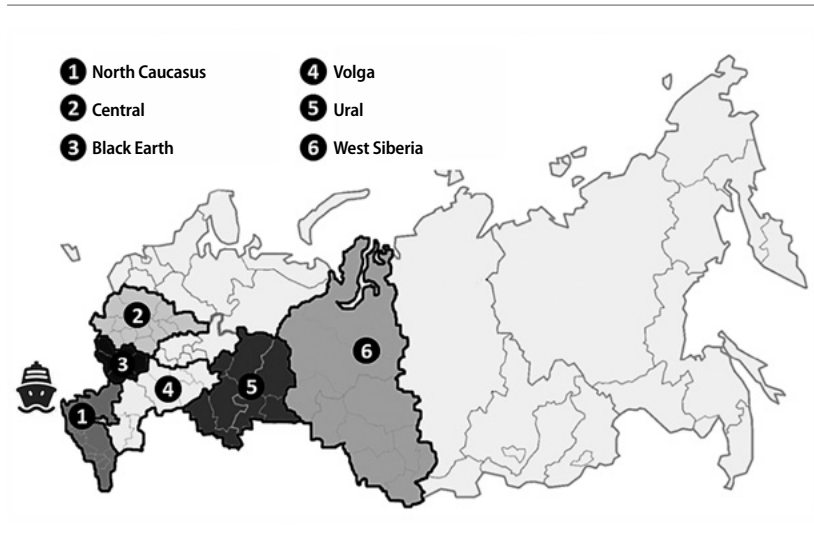 1 North Caucasus
2 Central
3 Black Earth
4 Volga
5 Ural
6 West Siberia
2
3
6
5
4
1